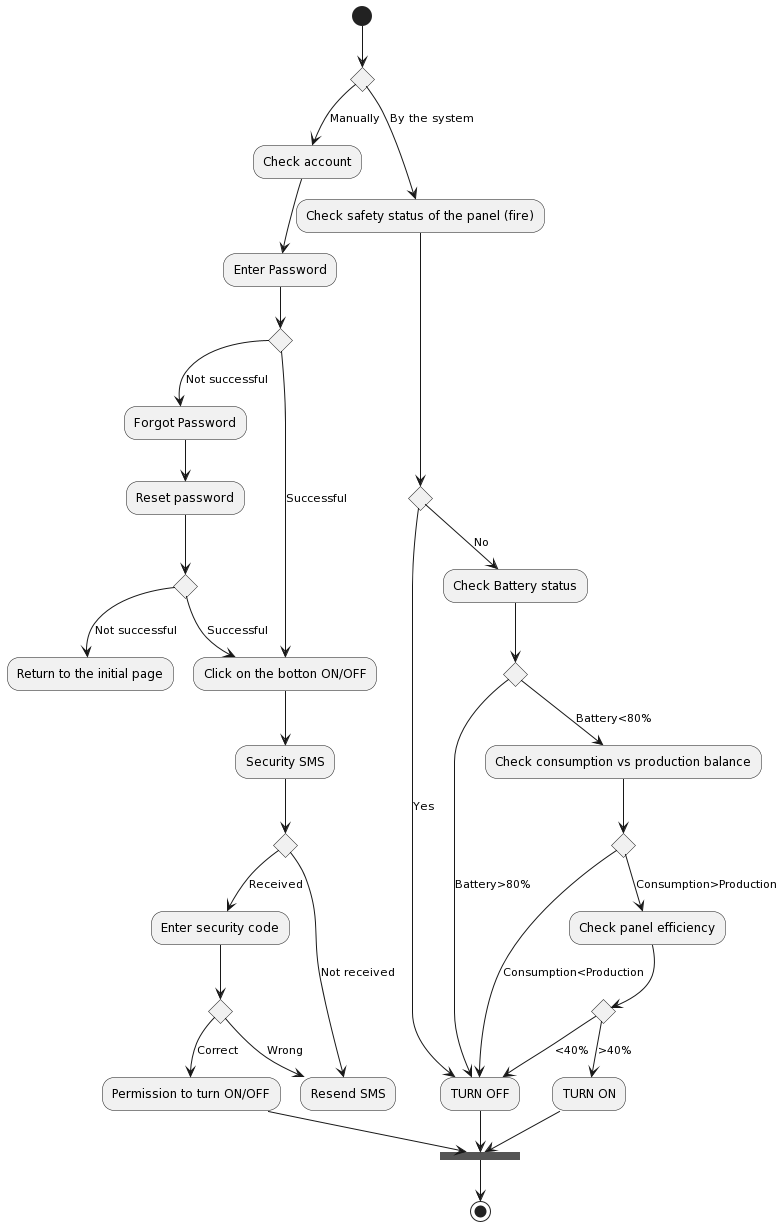 Manually
By the system
Check account
Check safety status of the panel (fire)
Enter Password
Not successful
Forgot Password
Reset password
Successful
No
Check Battery status
Not successful
Successful
Return to the initial page
Click on the botton ON/OFF
Battery<80%
Security SMS
Check consumption vs production balance
Yes
Received
Battery>80%
Consumption>Production
Enter security code
Check panel efficiency
Not received
Consumption<Production
Correct
Wrong
<40%
>40%
Permission to turn ON/OFF
Resend SMS
TURN OFF
TURN ON